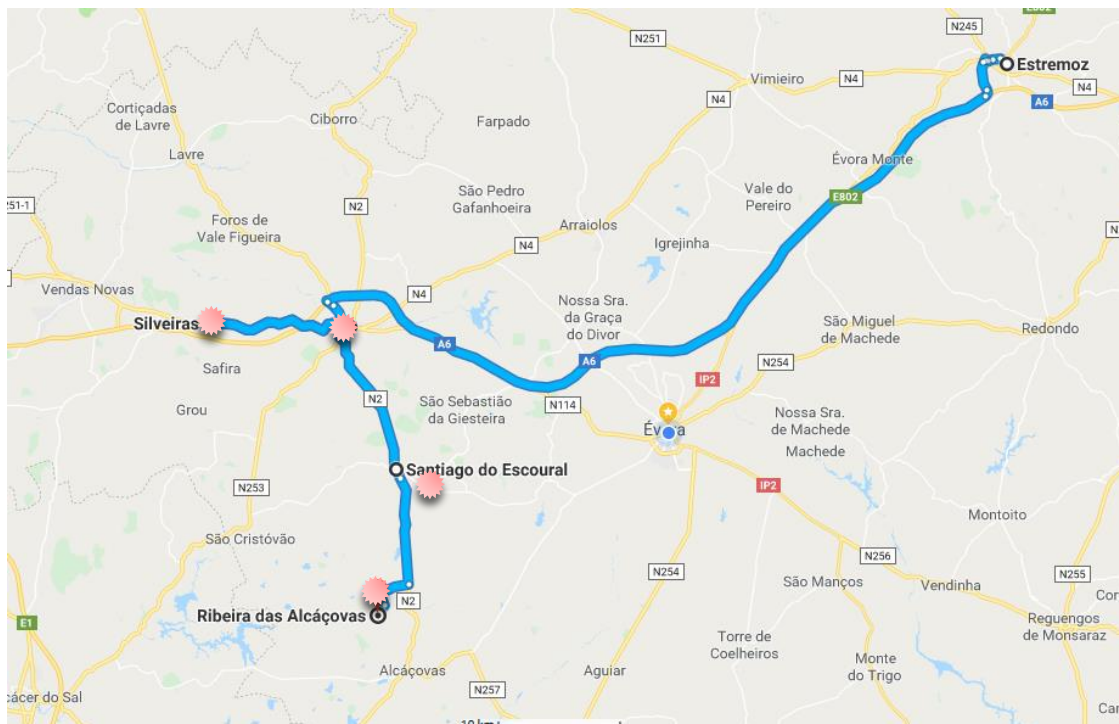 E802
N245
N251
Estremoz
Vimieiro
N4
N4
A6
N4
Cortiçadas
de Lavre
Ciborro
Farpado
Lavre
Évora Monte
São Pedro
Gafanhoeira
Vale do
Pereiro
E802
251-1
N2
Foros de
Vale Figueira
Arraiolos
Igrejinha
N4
Vendas Novas
N4
Nossa Sra.
da Graça
do Divor
Silveiras
São Miguel
de Machede
Redondo
A6
A6
Safira
IP2
N254
N2
Grou
São Sebastião
da Giesteira
N114
Nossa Sra.
de Machede
Machede
Santiago do Escoural
N253
IP2
Montoito
São Cristóvão
N256
N254
São Manços
Vendinha
N255
N2
Ribeira das Alcáçovas
E1
Reguengos
de Monsaraz
Torre de
Coelheiros
Alcáçovas
Aguiar
Monte
do Trigo
N257
cácer do Sal